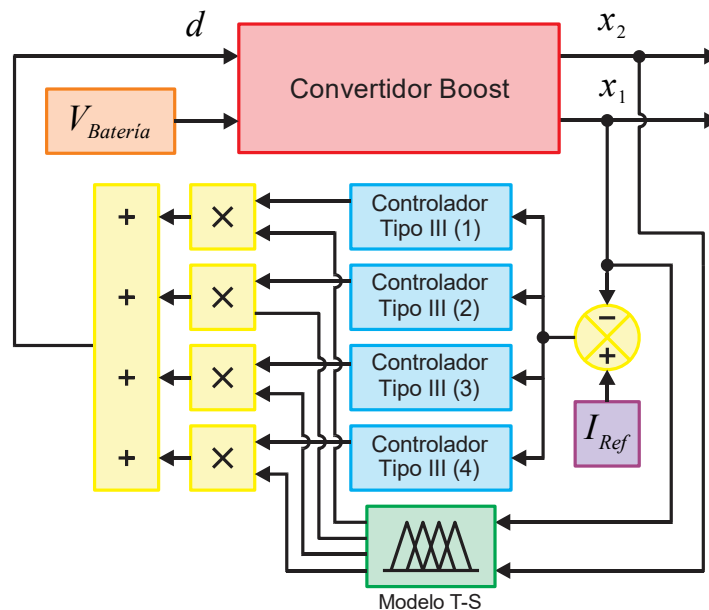 d
Convertidor Boost
x2
x1
VBatería
+
×
Controlador
Tipo III (1)
+
×
Controlador
Tipo III (2)
−
+
+
×
Controlador
Tipo III (3)
IRef
+
×
Controlador
Tipo III (4)
Modelo T-S